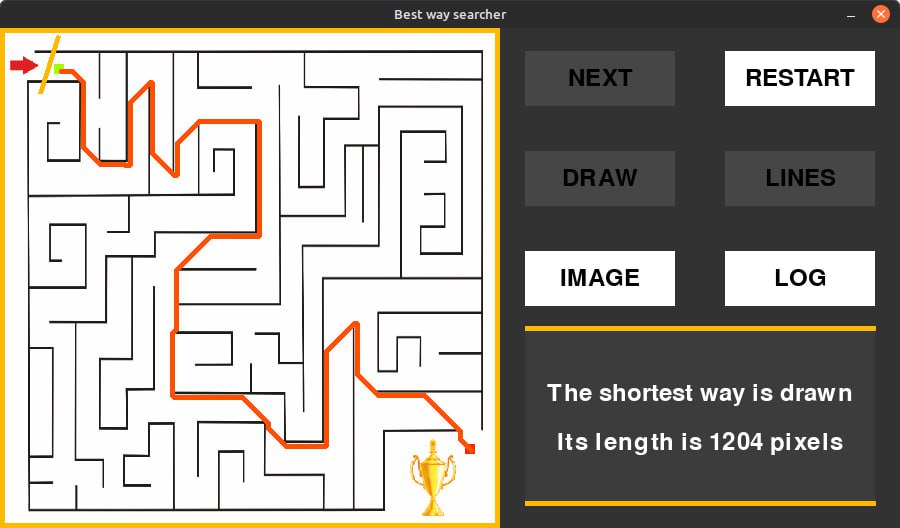 Best way searcher
NEXT
RESTART
DRAW
LINES
IMAGE
LOG
The shortest way is drawn
Its length is 1204 pixels